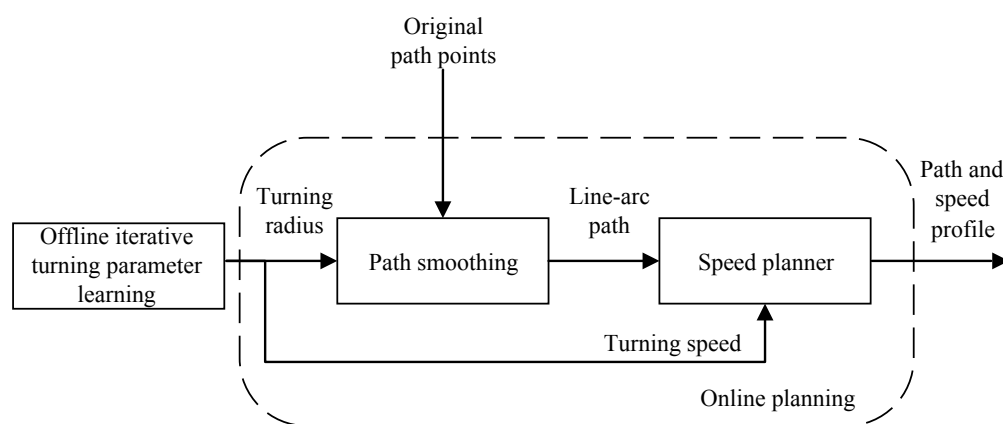 Original
path points
Turning
radius
Line-arc
path
Path and
speed
profile
Offline iterative
turning parameter
learning
Path smoothing
Speed planner
Turning speed
Online planning